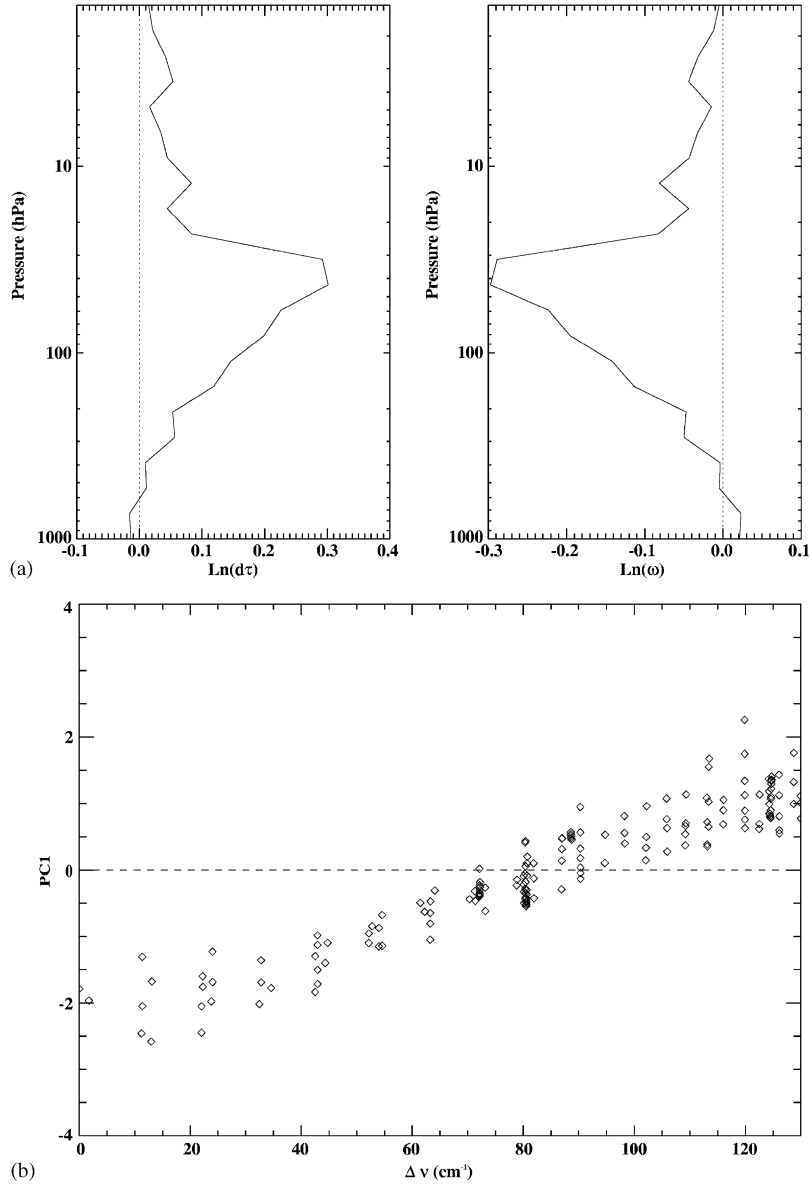 10
100
1000
Pressure (hPa)
-0.1 0.0 0.1 0.2 0.3 0.4
Ln(dτ)
10
100
1000
Pressure (hPa)
-0.3 -0.2 -0.1 0.0 0.1
Ln(ω)
(a)
4
2
0
-2
-4
PC1
0 20 40 60 80 100 120
Δ ν (cm⁻¹)
(b)